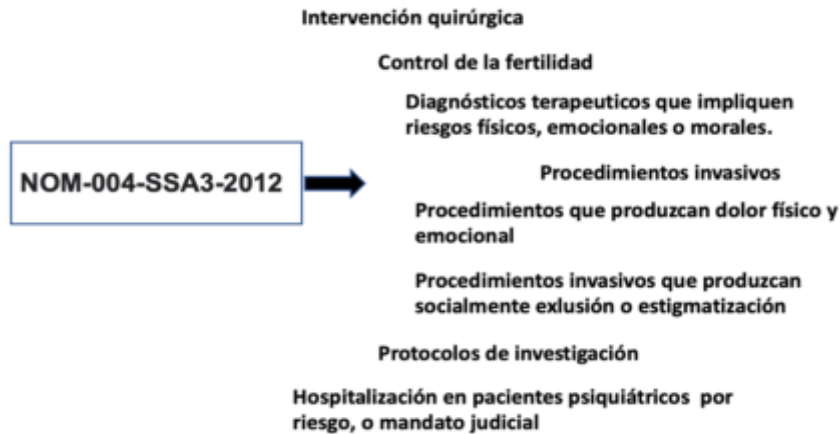 Intervención quirúrgica
Control de la fertilidad
Diagnósticos terapeuticos que impliquen
riesgos físicos, emocionales o morales.
NOM-004-SSA3-2012
Procedimientos invasivos
Procedimientos que produzcan dolor físico y
emocional
Procedimientos invasivos que produzcan
socialmente exlusión o estigmatización
Protocolos de investigación
Hospitalización en pacientes psiquiátricos por
riesgo, o mandato judicial